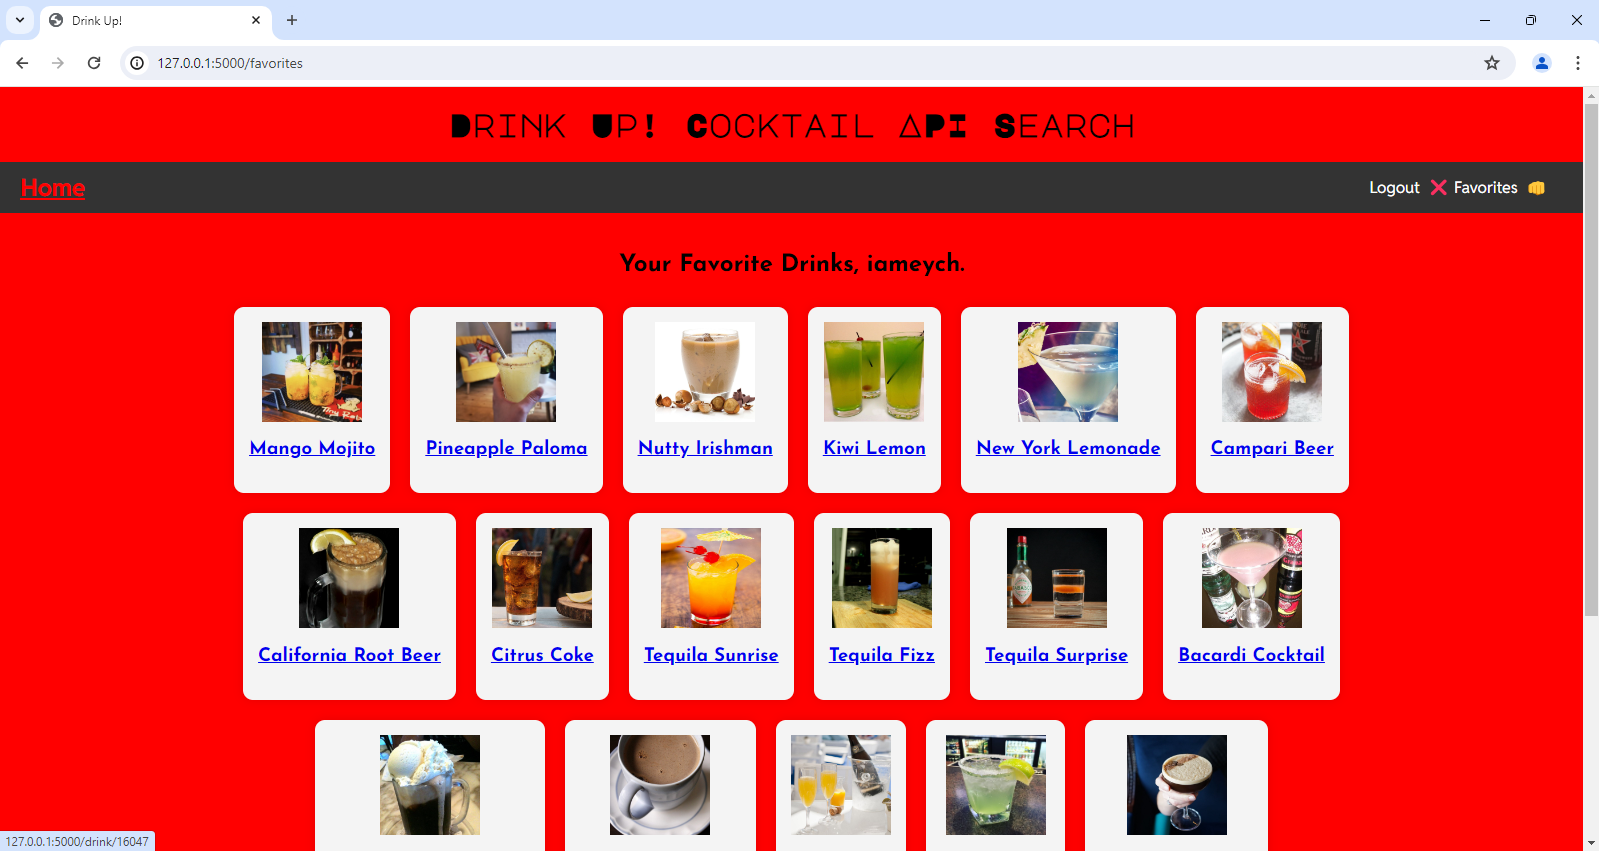 Drink Up!
127.0.0.1:5000/favorites
Drink Up! Cocktail API Search
Home
Logout ❌ Favorites 👊
Your Favorite Drinks, iameych.
Mango Mojito
Pineapple Paloma
Nutty Irishman
Kiwi Lemon
New York Lemonade
Campari Beer
California Root Beer
Citrus Coke
Tequila Sunrise
Tequila Fizz
Tequila Surprise
Bacardi Cocktail
127.0.0.1:5000/drink/16047